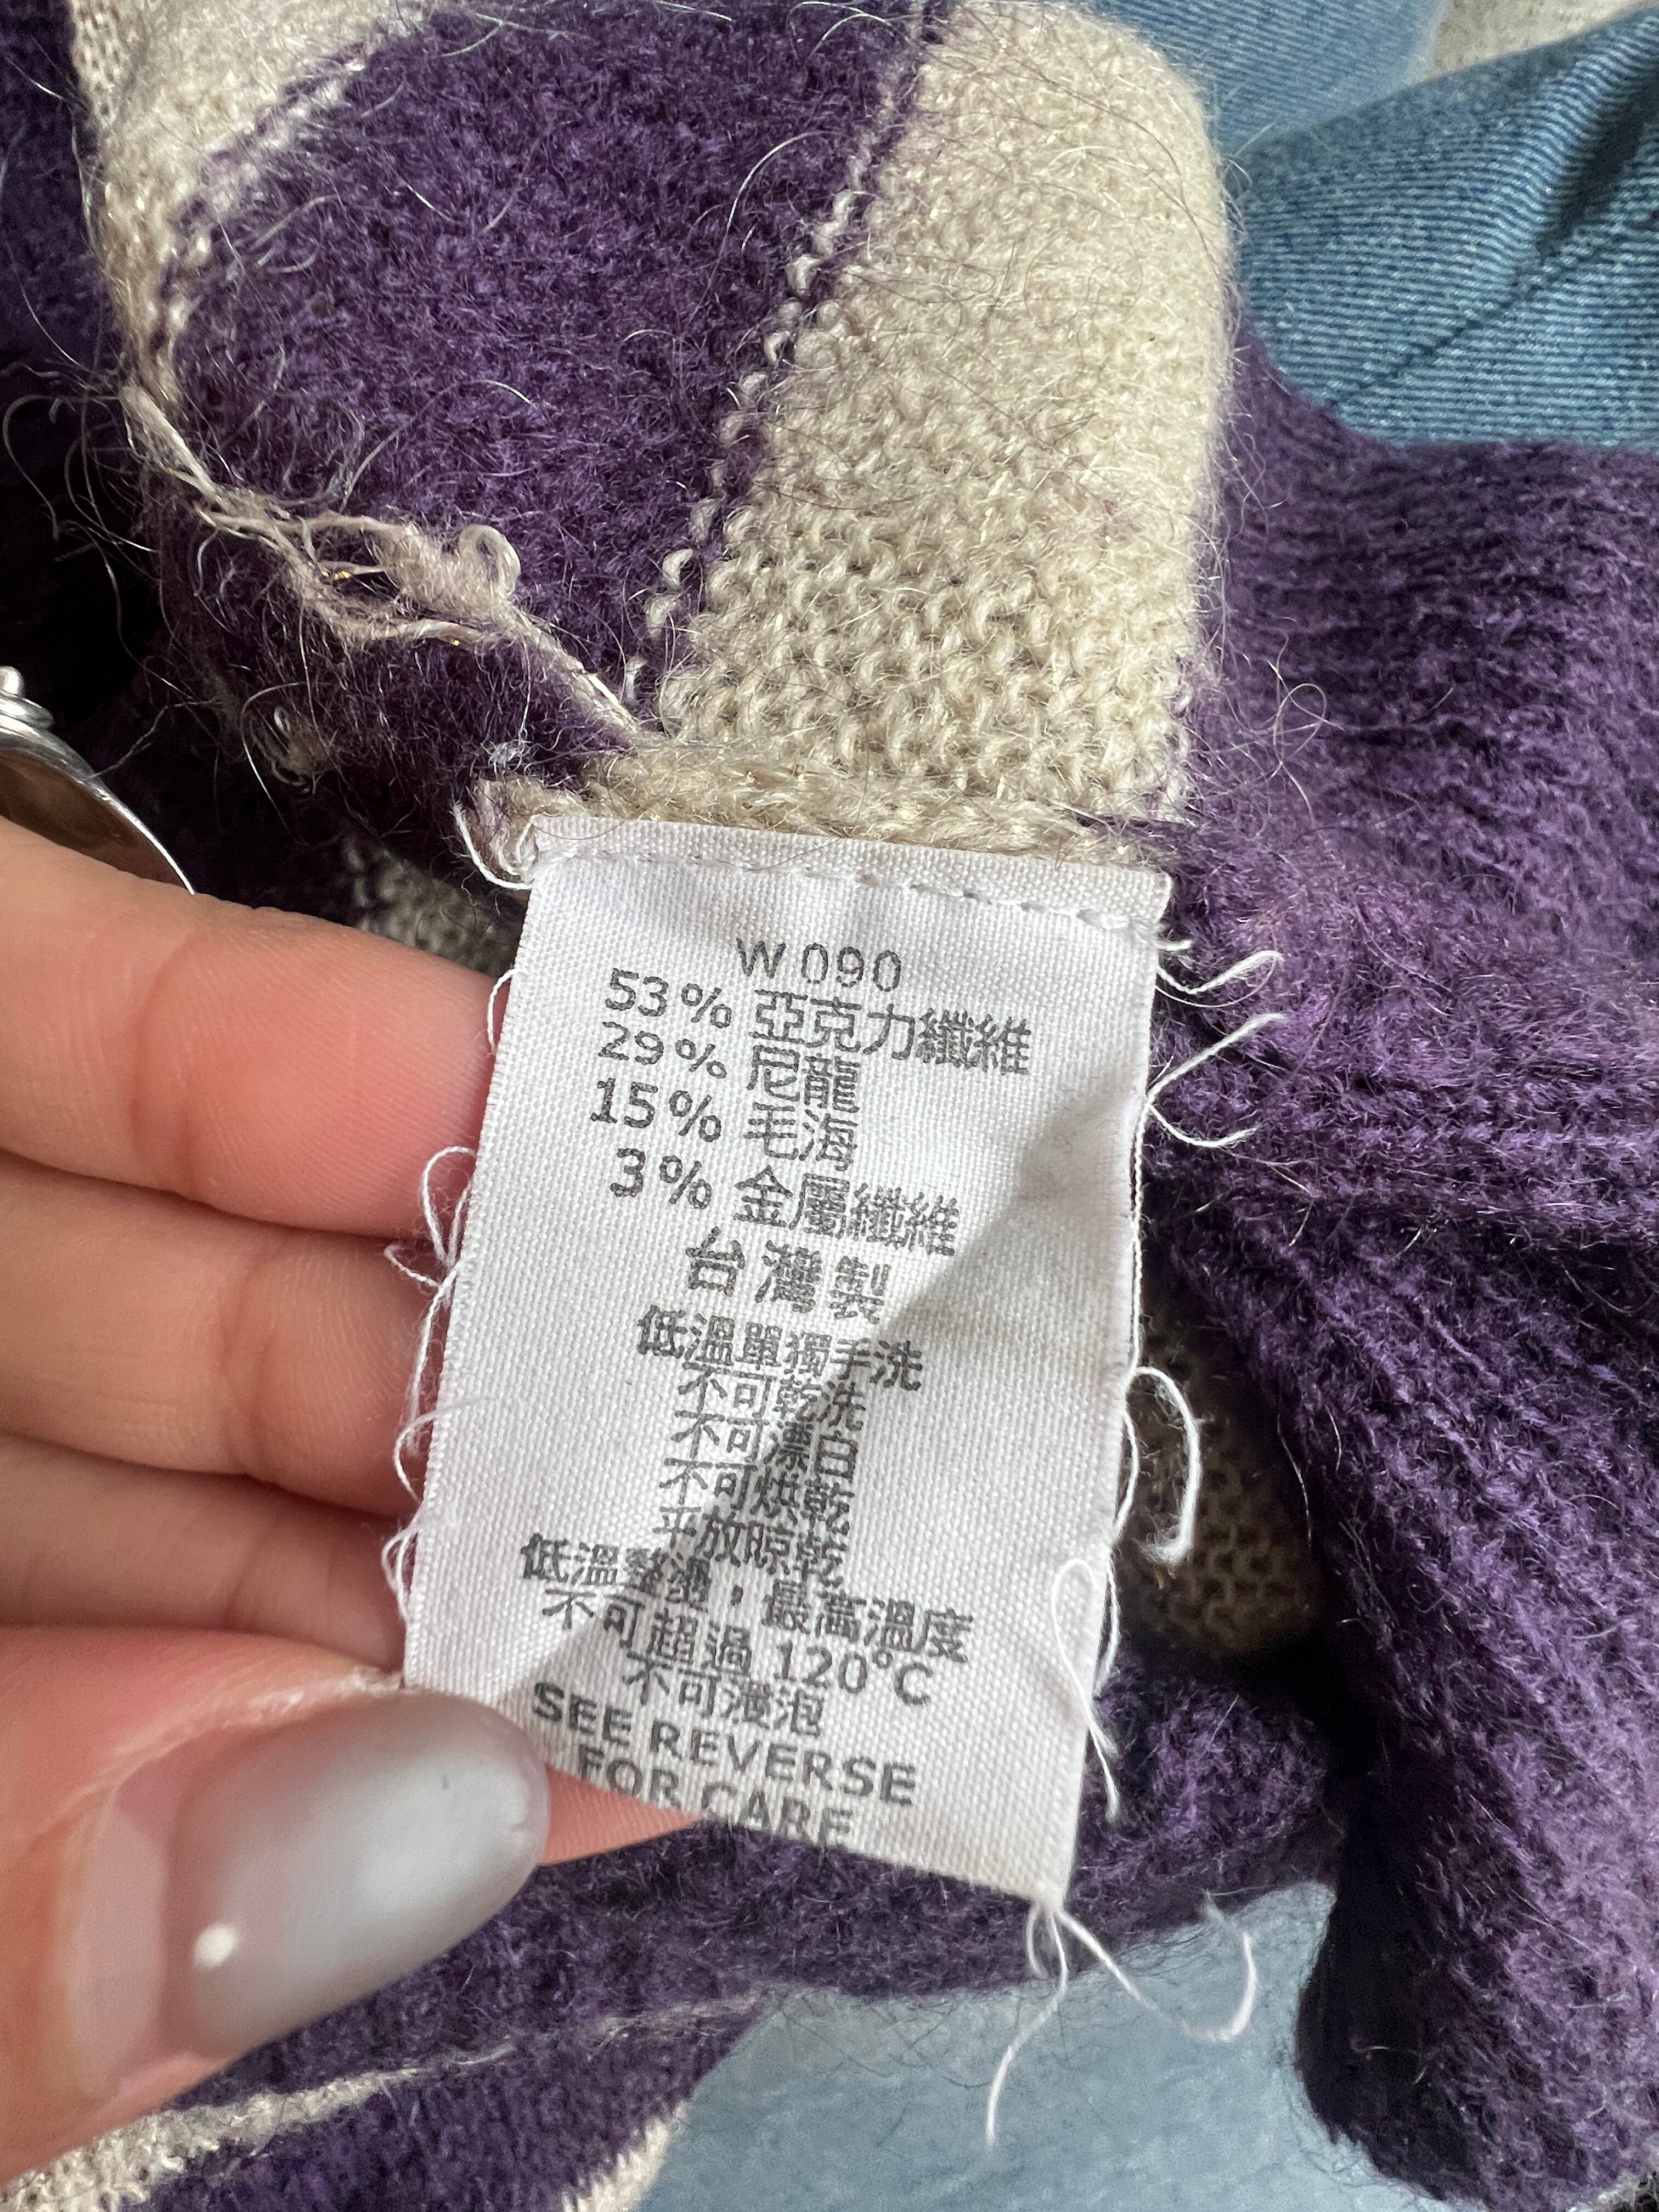 W090
53% 亞克力纖維
29% 尼龍
15% 毛海
3% 金屬纖維
台灣製
低溫單獨手洗
不可乾洗
不可漂白
不可烘乾
平放晾乾
低溫整燙，最高溫度
不可超過 120°C
不可浸泡
SEE REVERSE
FOR CARE